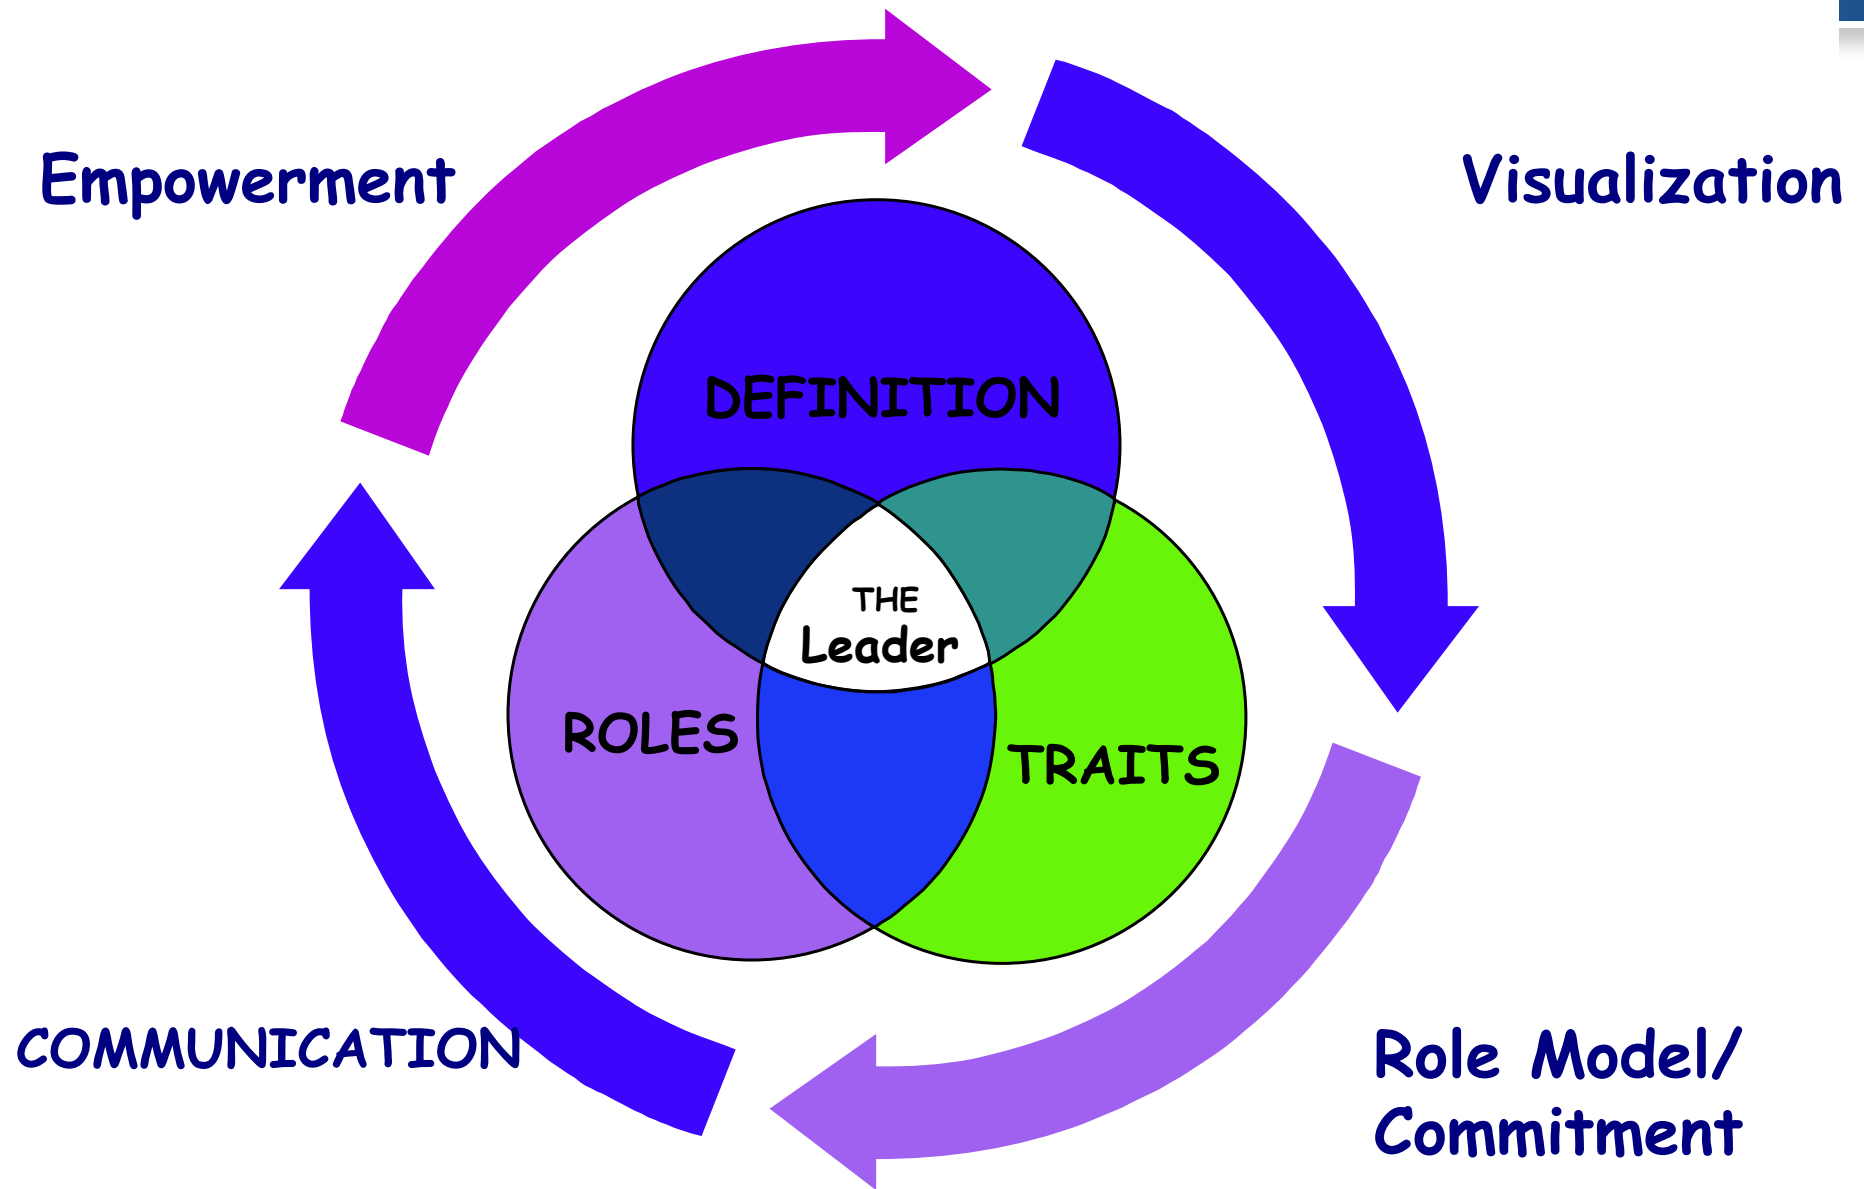 Empowerment
Visualization
DEFINITION
THE
Leader
ROLES
TRAITS
COMMUNICATION
Role Model/
Commitment